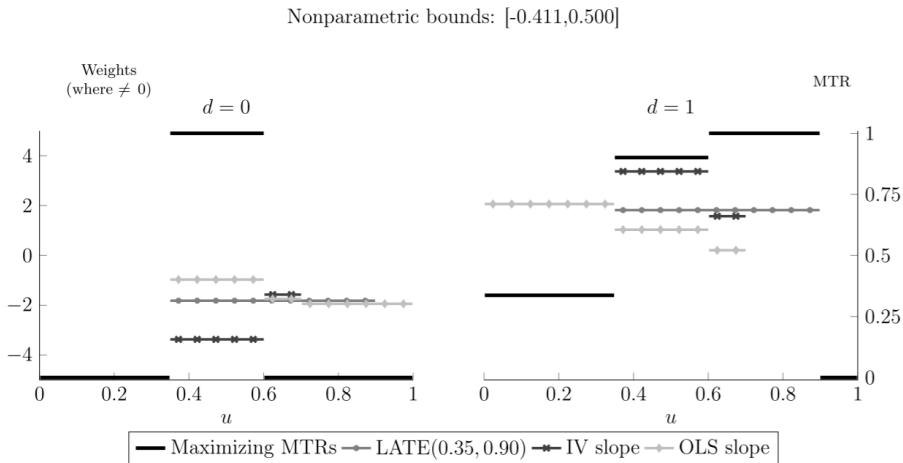 Nonparametric bounds: [-0.411,0.500]
Weights
(where ≠ 0)
MTR
d = 0
d = 1
4
2
0
−2
−4
1
0.75
0.5
0.25
0
0 0.2 0.4 0.6 0.8 1
0 0.2 0.4 0.6 0.8 1
u
u
Maximizing MTRs LATE(0.35, 0.90) IV slope OLS slope